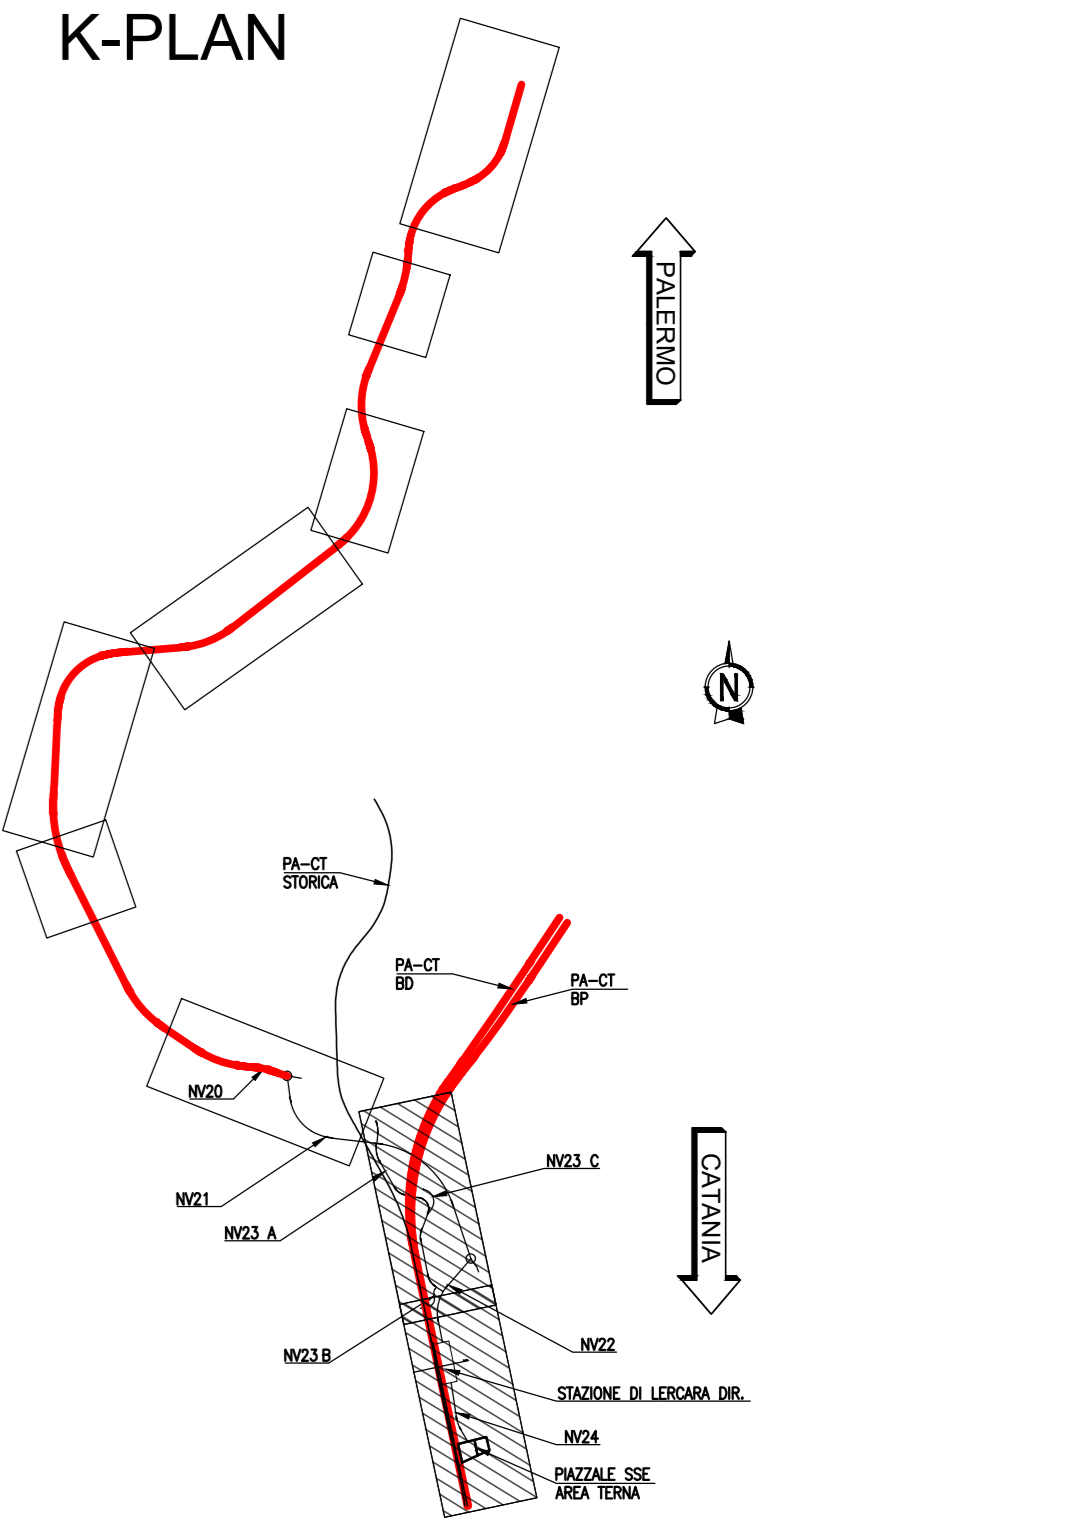 K-PLAN
PALERMO
N
PA-CT
STORICA
PA-CT
BD
PA-CT
BP
NV20
NV23 C
NV21
NV23 A
CATANIA
NV22
NV23 B
STAZIONE DI LERCARA DIR.
NV24
PIAZZALE SSE
AREA TERNA